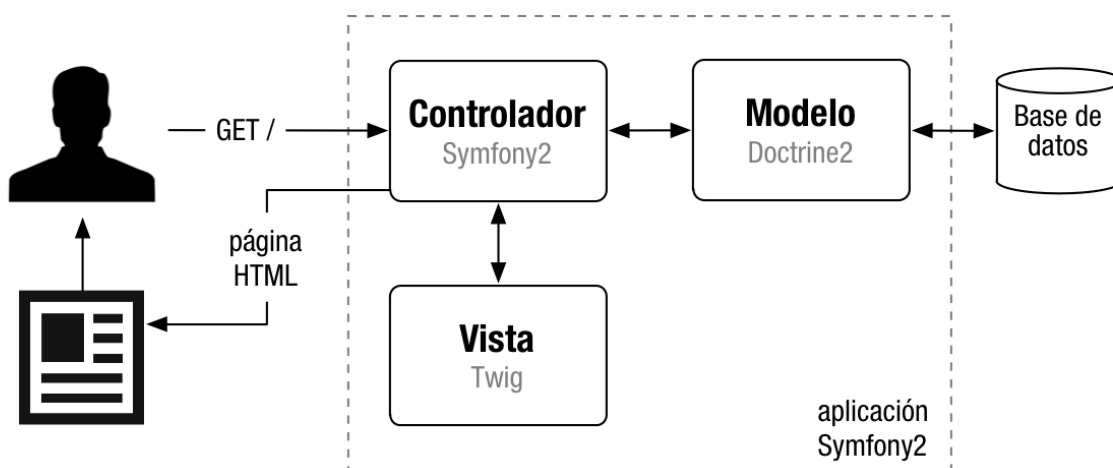 GET /
Controlador
Symfony2
Modelo
Doctrine2
Base de
datos
página
HTML
Vista
Twig
aplicación
Symfony2